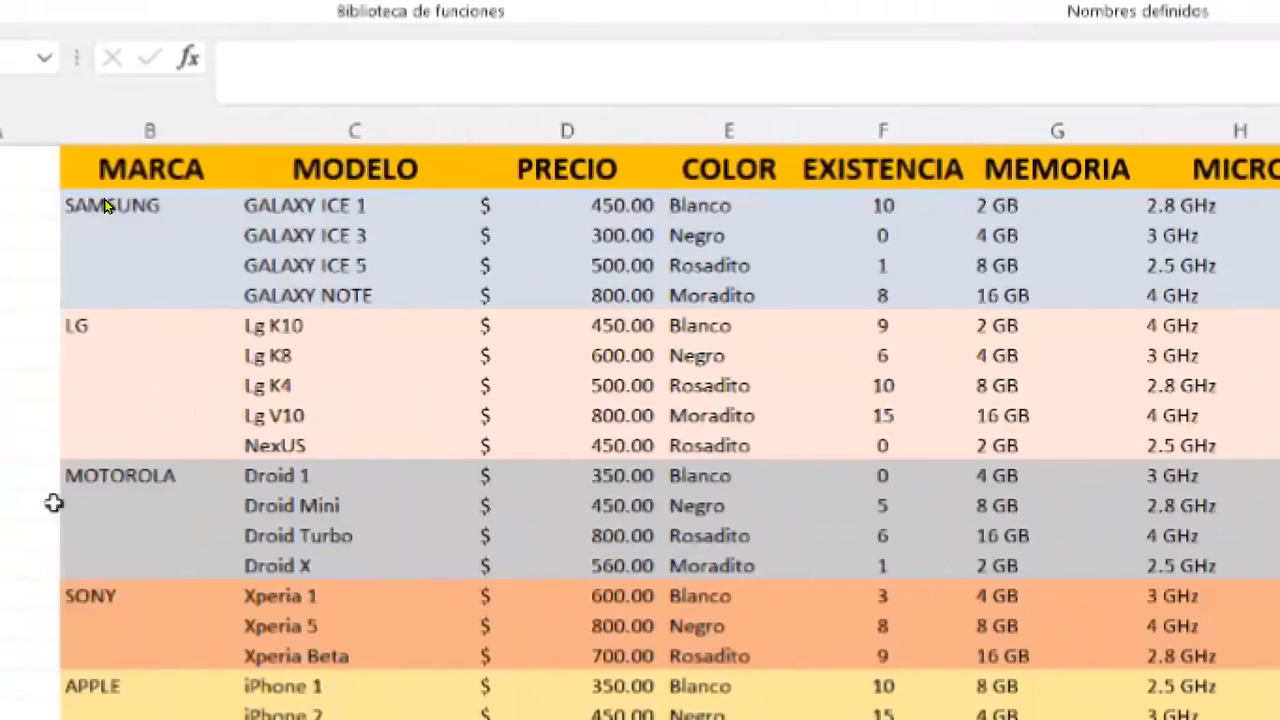 Biblioteca de funciones Nombres definidos
fx
B C D E F G H
MARCA MODELO PRECIO COLOR EXISTENCIA MEMORIA
SAMSUNG GALAXY ICE 1 $ 450.00 Blanco 10 2 GB 2.8 GHz
GALAXY ICE 3 $ 300.00 Negro 0 4 GB 3 GHz
GALAXY ICE 5 $ 500.00 Rosadito 1 8 GB 2.5 GHz
GALAXY NOTE $ 800.00 Moradito 8 16 GB 4 GHz
LG Lg K10 $ 450.00 Blanco 9 2 GB 4 GHz
Lg K8 $ 600.00 Negro 6 4 GB 3 GHz
Lg K4 $ 500.00 Rosadito 10 8 GB 2.8 GHz
Lg V10 $ 800.00 Moradito 15 16 GB 4 GHz
NexUS $ 450.00 Rosadito 0 2 GB 2.5 GHz
MOTOROLA Droid 1 $ 350.00 Blanco 0 4 GB 3 GHz
Droid Mini $ 450.00 Negro 5 8 GB 2.8 GHz
Droid Turbo $ 800.00 Rosadito 6 16 GB 4 GHz
Droid X $ 560.00 Moradito 1 2 GB 2.5 GHz
SONY Xperia 1 $ 600.00 Blanco 3 4 GB 3 GHz
Xperia 5 $ 800.00 Negro 8 8 GB 4 GHz
Xperia Beta $ 700.00 Rosadito 9 16 GB 2.8 GHz
APPLE iPhone 1 $ 350.00 Blanco 10 8 GB 2.5 GHz
iPhone 2 $ 450.00 Negro 15 4 GB 3 GHz